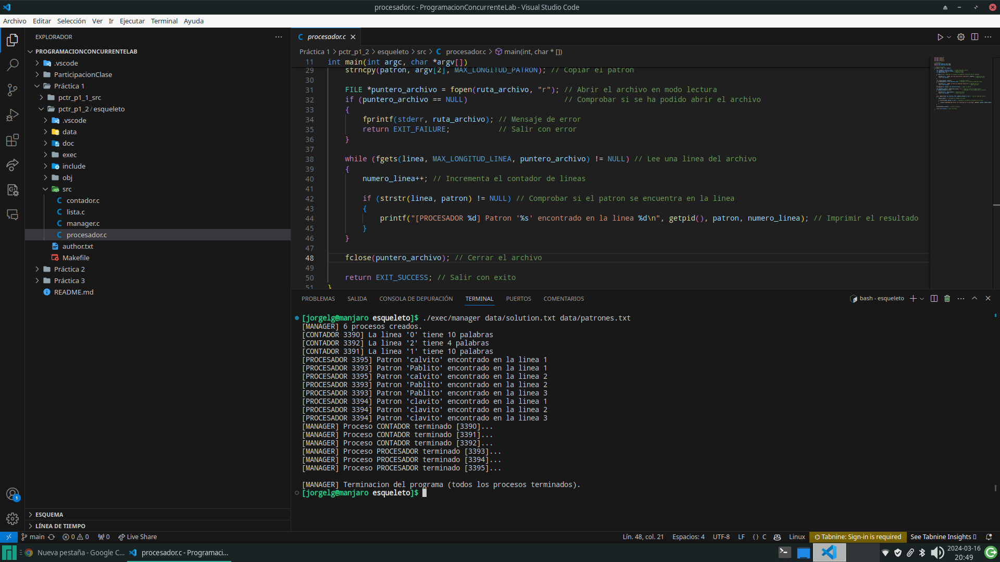 procesador.c - ProgramacionConcurrenteLab - Visual Studio Code
Archivo Editar Selección Ver Ir Ejecutar Terminal Ayuda
EXPLORADOR
PROGRAMACIONCONCURRENTELAB
.vscode
ParticipacionClase
Práctica 1
pctr_p1_1_src
pctr_p1_2 / esqueleto
.vscode
data
doc
exec
include
obj
src
contador.c
lista.c
manager.c
procesador.c
author.txt
Makefile
Práctica 2
Práctica 3
README.md
ESQUEMA
LÍNEA DE TIEMPO
procesador.c
Práctica 1 > pctr_p1_2 > esqueleto > src > C procesador.c > main(int, char * [])
11 int main(int argc, char *argv[])
29 strncpy(patron, argv[2], MAX_LONGITUD_PATRON); // Copiar el patron
30
31 FILE *puntero_archivo = fopen(ruta_archivo, "r"); // Abrir el archivo en modo lectura
32 if (puntero_archivo == NULL) // Comprobar si se ha podido abrir el archivo
33 {
34 fprintf(stderr, ruta_archivo); // Mensaje de error
35 return EXIT_FAILURE; // Salir con error
36 }
37
38 while (fgets(linea, MAX_LONGITUD_LINEA, puntero_archivo) != NULL) // Lee una linea del archivo
39 {
40 numero_linea++; // Incrementa el contador de lineas
41
42 if (strstr(linea, patron) != NULL) // Comprobar si el patron se encuentra en la linea
43 {
44 printf("[PROCESADOR %d] Patron '%s' encontrado en la linea %d\n", getpid(), patron, numero_linea); // Imprimir el resultado
45 }
46 }
47
48 fclose(puntero_archivo); // Cerrar el archivo
49
50 return EXIT_SUCCESS; // Salir con exito
51 }
PROBLEMAS SALIDA CONSOLA DE DEPURACIÓN TERMINAL PUERTOS COMENTARIOS
bash - esqueleto
[jorgelg@manjaro esqueleto]$ ./exec/manager data/solution.txt data/patrones.txt
[MANAGER] 6 procesos creados.
[CONTADOR 3390] La linea '0' tiene 10 palabras
[CONTADOR 3392] La linea '2' tiene 4 palabras
[CONTADOR 3391] La linea '1' tiene 10 palabras
[PROCESADOR 3395] Patron 'calvito' encontrado en la linea 1
[PROCESADOR 3393] Patron 'Pablito' encontrado en la linea 1
[PROCESADOR 3395] Patron 'calvito' encontrado en la linea 2
[PROCESADOR 3393] Patron 'Pablito' encontrado en la linea 2
[PROCESADOR 3393] Patron 'Pablito' encontrado en la linea 3
[PROCESADOR 3394] Patron 'clavito' encontrado en la linea 1
[PROCESADOR 3394] Patron 'clavito' encontrado en la linea 2
[PROCESADOR 3394] Patron 'clavito' encontrado en la linea 3
[MANAGER] Proceso CONTADOR terminado [3390]...
[MANAGER] Proceso CONTADOR terminado [3391]...
[MANAGER] Proceso CONTADOR terminado [3392]...
[MANAGER] Proceso PROCESADOR terminado [3393]...
[MANAGER] Proceso PROCESADOR terminado [3394]...
[MANAGER] Proceso PROCESADOR terminado [3395]...
[MANAGER] Terminacion del programa (todos los procesos terminados).
[jorgelg@manjaro esqueleto]$
1
main 0 0 0 Live Share Lín. 48, col. 21 Espacios: 4 UTF-8 LF {} C Linux Tabnine: Sign-in is required See Tabnine Insights
Nueva pestaña - Google C... procesador.c - Programaci...
2024-03-16
20:49